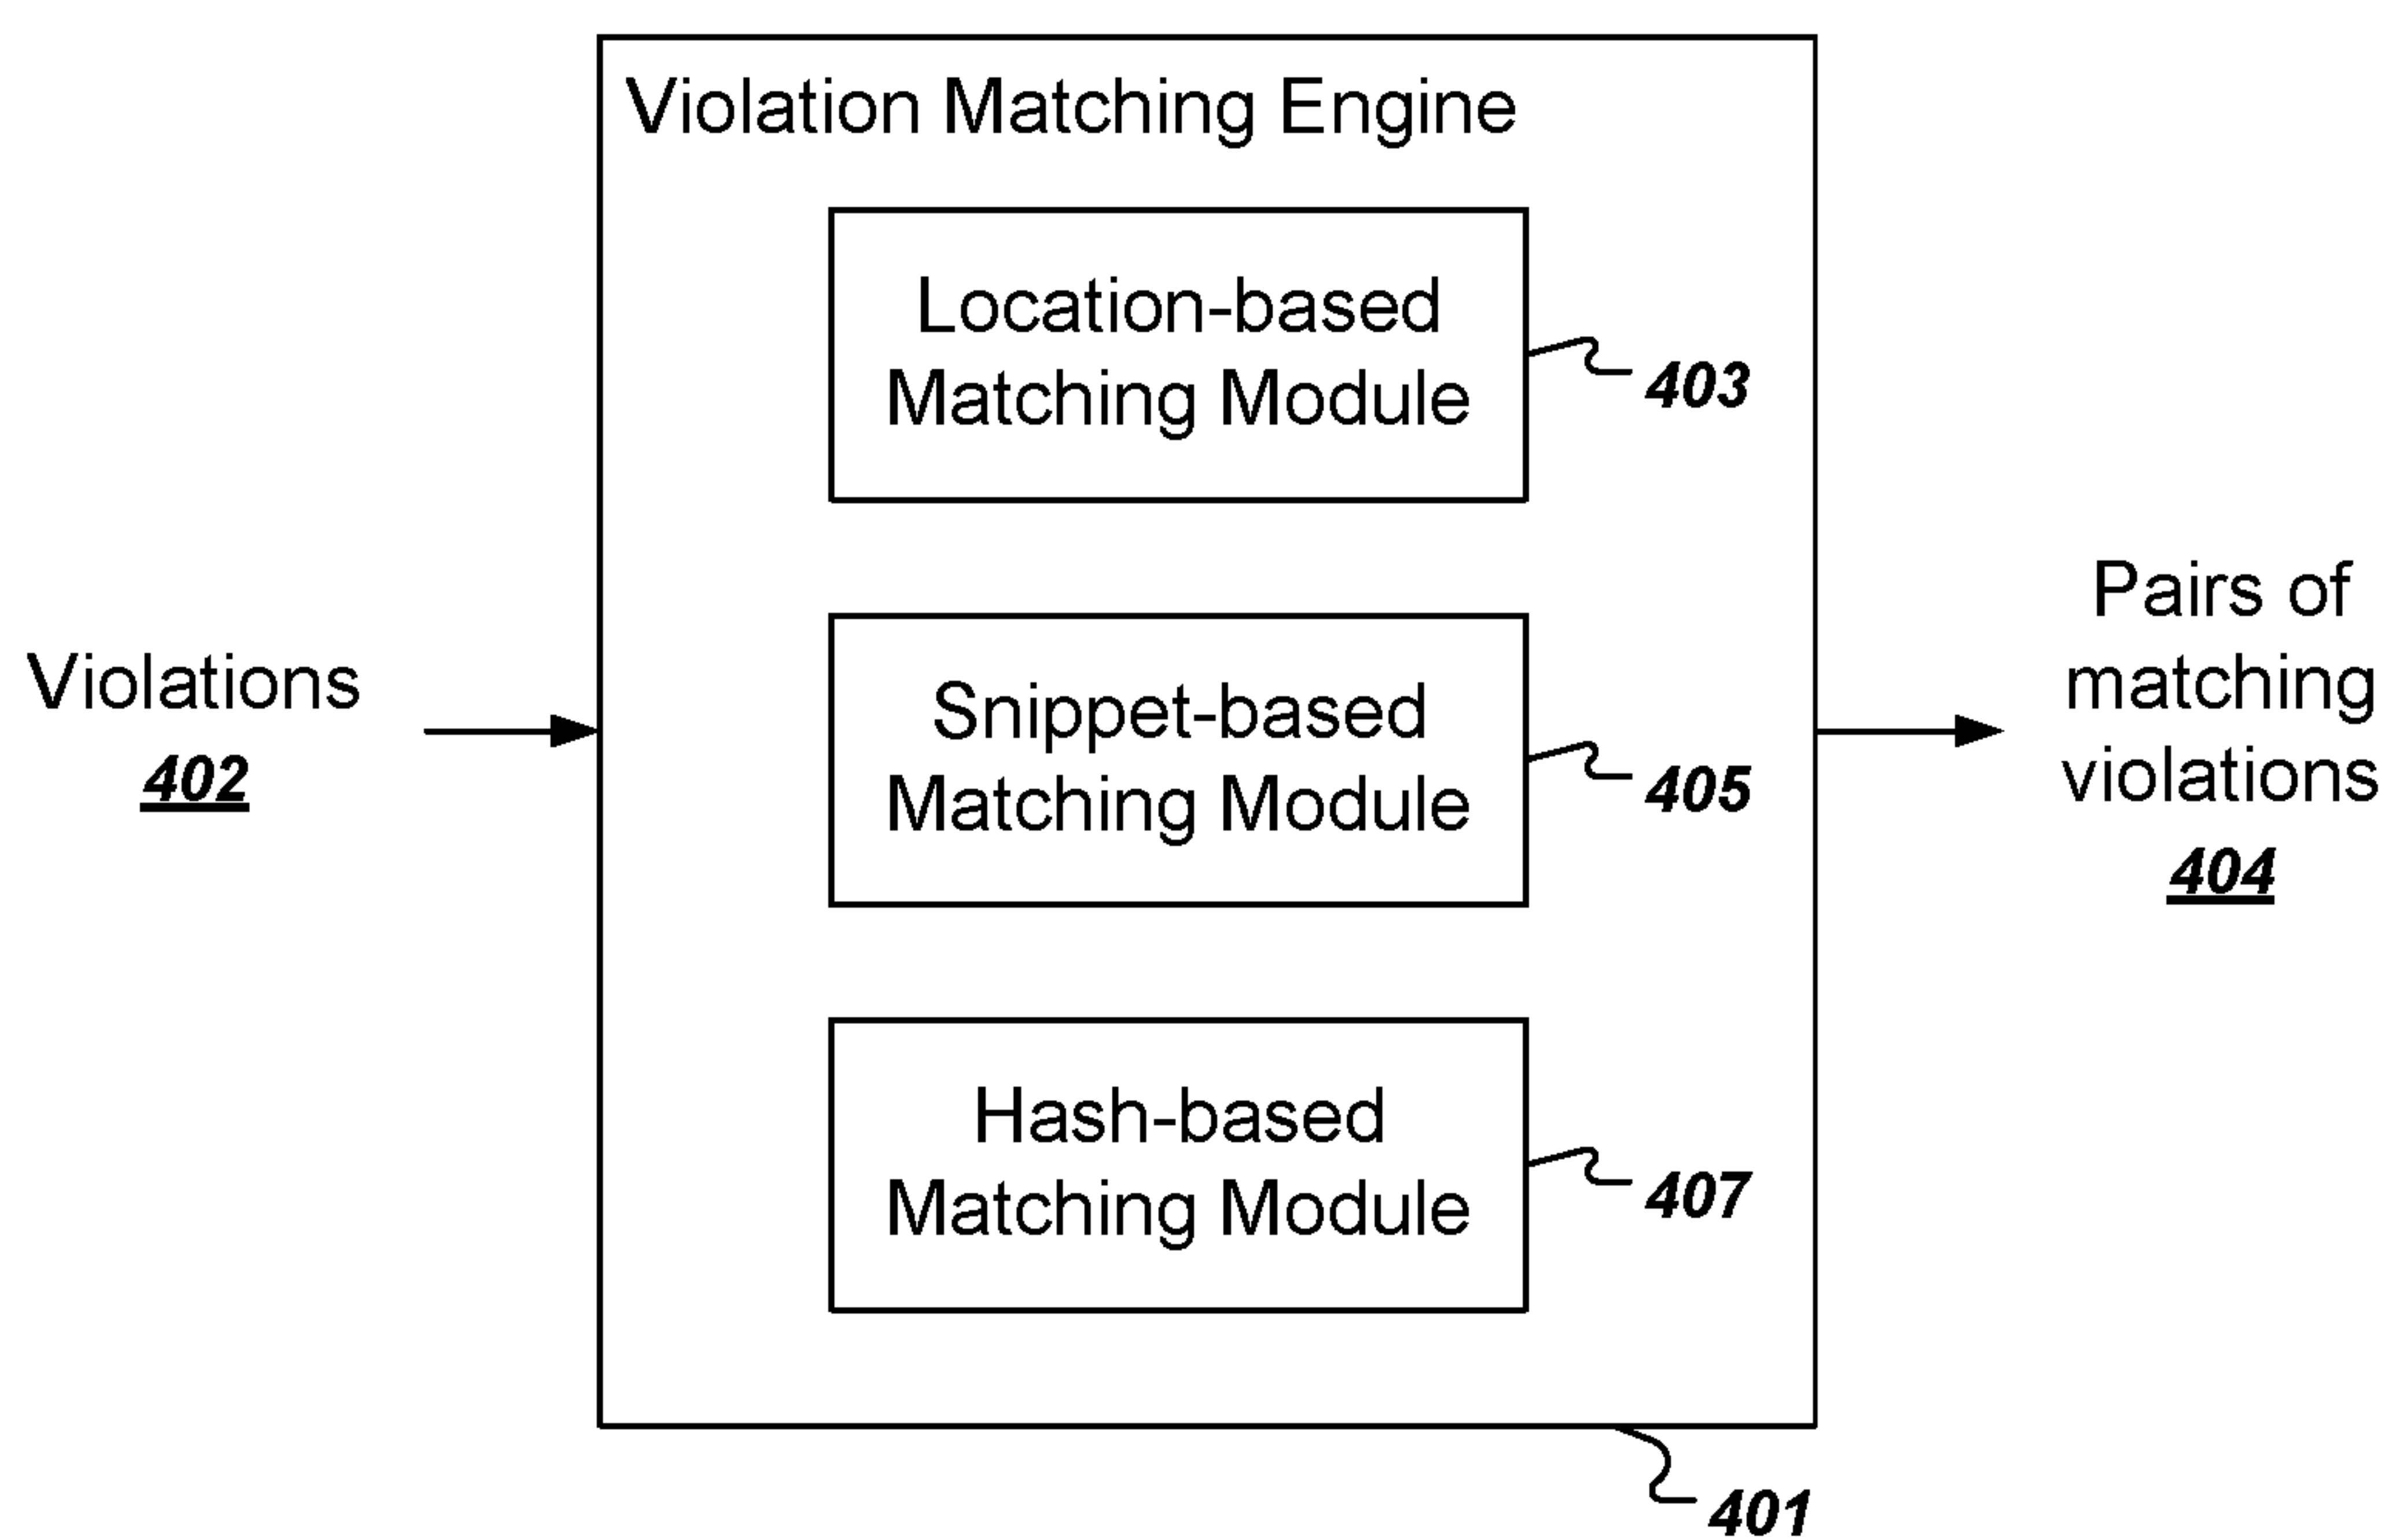 Violation Matching Engine
Location-based
Matching Module
403
Violations
402
Snippet-based
Matching Module
405
Pairs of
matching
violations
404
Hash-based
Matching Module
407
401